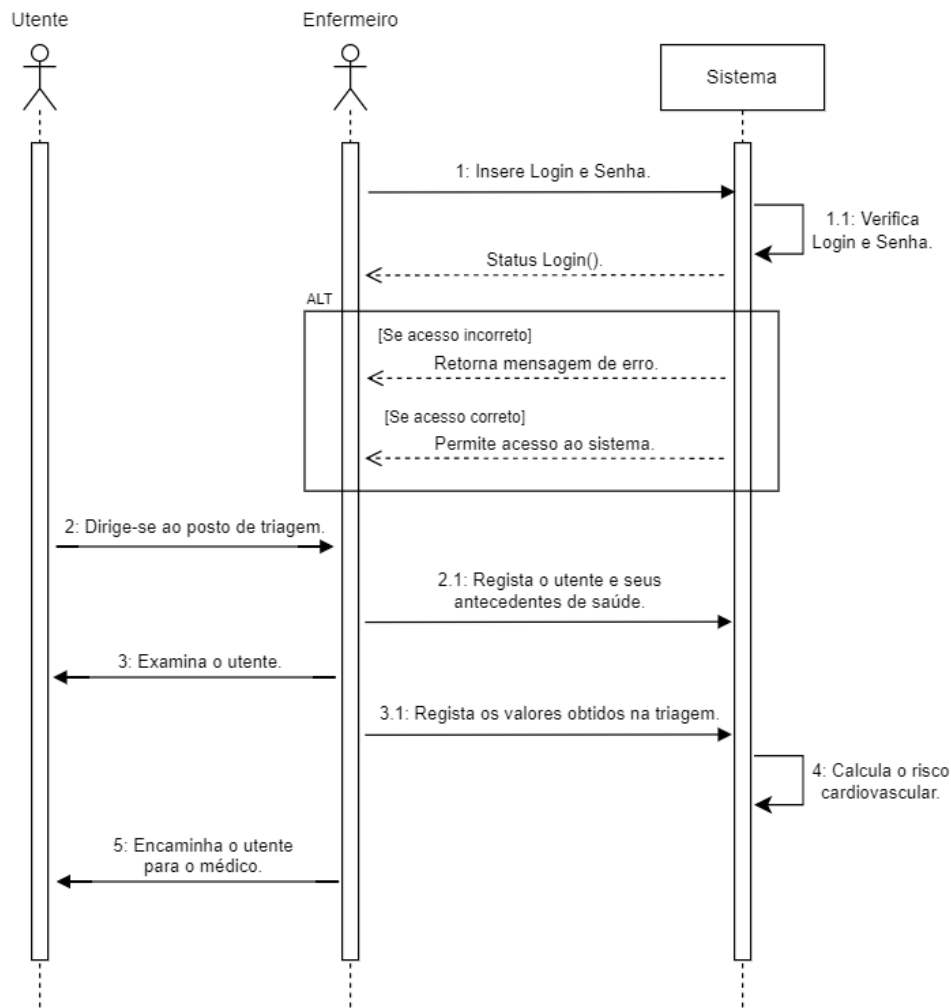 Utente
Enfermeiro
Sistema
1: Insere Login e Senha.
1.1: Verifica
Login e Senha.
Status Login().
ALT
[Se acesso incorreto]
Retorna mensagem de erro.
[Se acesso correto]
Permite acesso ao sistema.
2: Dirige-se ao posto de triagem.
2.1: Regista o utente e seus
antecedentes de saúde.
3: Examina o utente.
3.1: Regista os valores obtidos na triagem.
4: Calcula o risco
cardiovascular.
5: Encaminha o utente
para o médico.